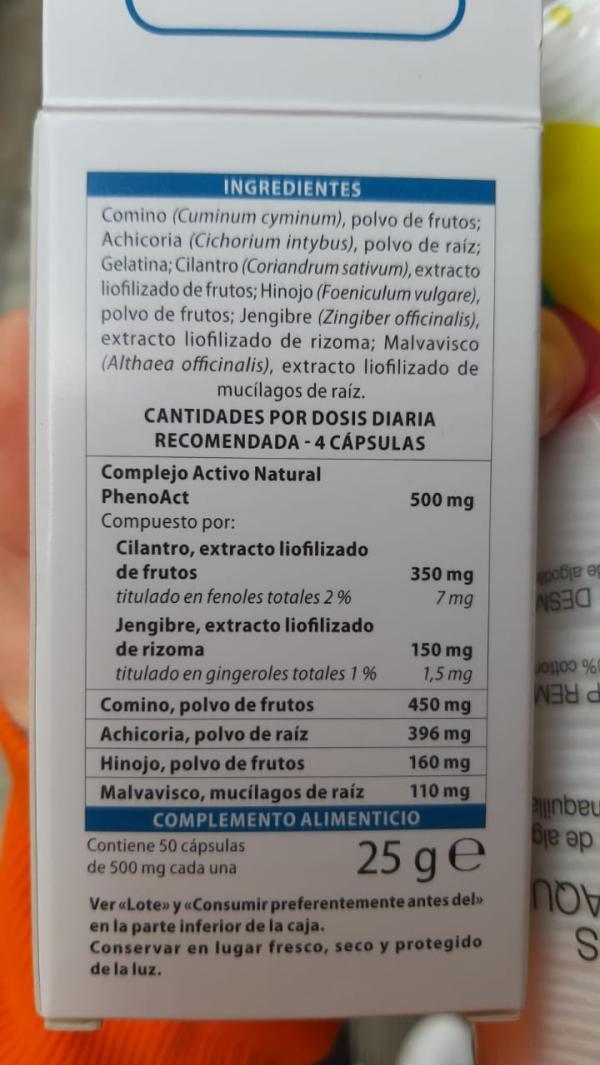 INGREDIENTES
Comino (Cuminum cyminum), polvo de frutos;
Achicoria (Cichorium intybus), polvo de raíz;
Gelatina; Cilantro (Coriandrum sativum), extracto
liofilizado de frutos; Hinojo (Foeniculum vulgare),
polvo de frutos; Jengibre (Zingiber officinalis),
extracto liofilizado de rizoma; Malvavisco
(Althaea officinalis), extracto liofilizado de
mucílagos de raíz.
CANTIDADES POR DOSIS DIARIA
RECOMENDADA - 4 CÁPSULAS
Complejo Activo Natural
PhenoAct 500 mg
Compuesto por:
Cilantro, extracto liofilizado
de frutos 350 mg
titulado en fenoles totales 2 % 7 mg
Jengibre, extracto liofilizado
de rizoma 150 mg
titulado en gingeroles totales 1 % 1,5 mg
Comino, polvo de frutos 450 mg
Achicoria, polvo de raíz 396 mg
Hinojo, polvo de frutos 160 mg
Malvavisco, mucílagos de raíz 110 mg
COMPLEMENTO ALIMENTICIO
Contiene 50 cápsulas
de 500 mg cada una
25 g e
Ver «Lote» y «Consumir preferentemente antes del»
en la parte inferior de la caja.
Conservar en lugar fresco, seco y protegido
de la luz.